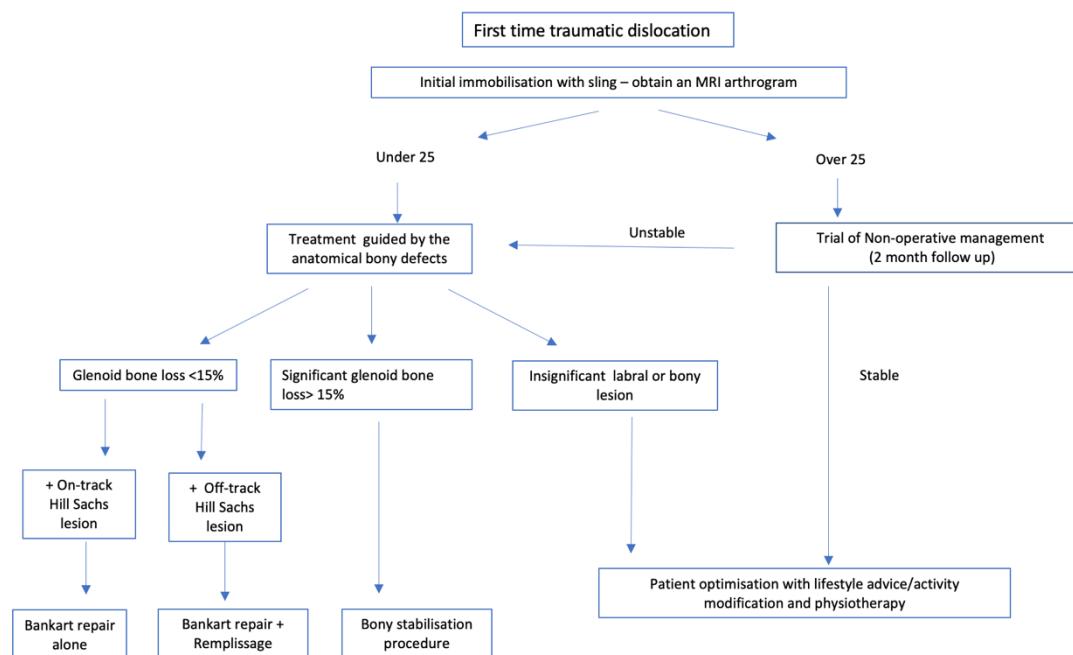 First time traumatic dislocation
Initial immobilisation with sling – obtain an MRI arthrogram
Under 25
Over 25
Unstable
Treatment guided by the
anatomical bony defects
Trial of Non-operative management
(2 month follow up)
Glenoid bone loss <15%
Significant glenoid bone
loss> 15%
Insignificant labral or bony
lesion
Stable
+ On-track
Hill Sachs
lesion
+ Off-track
Hill Sachs
lesion
Patient optimisation with lifestyle advice/activity
modification and physiotherapy
Bankart repair
alone
Bankart repair +
Remplissage
Bony stabilisation
procedure